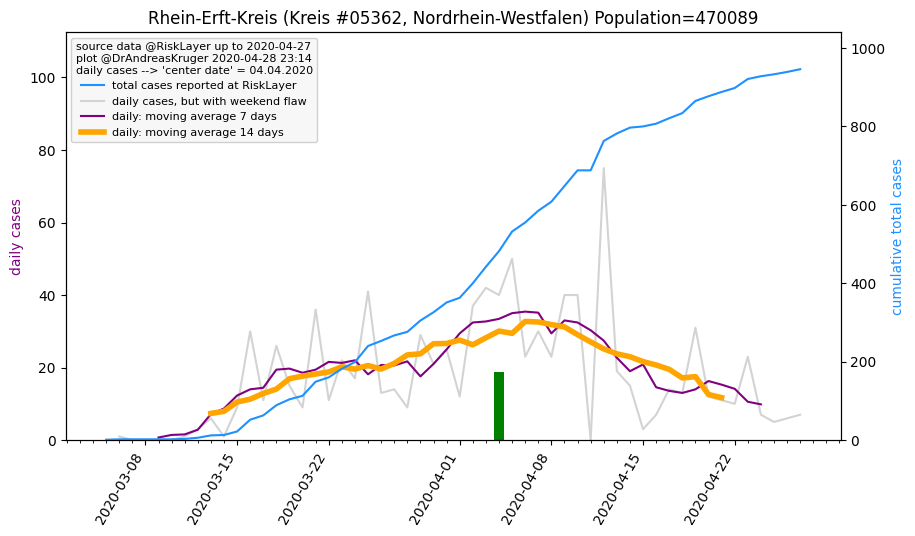 Rhein-Erft-Kreis (Kreis #05362, Nordrhein-Westfalen) Population=470089
source data @RiskLayer up to 2020-04-27
plot @DrAndreasKruger 2020-04-28 23:14
daily cases --> 'center date' = 04.04.2020
total cases reported at RiskLayer
daily cases, but with weekend flaw
daily: moving average 7 days
daily: moving average 14 days
daily cases
100
80
60
40
20
0
1000
800
600
400
200
0
cumulative total cases
2020-03-08
2020-03-15
2020-03-22
2020-04-01
2020-04-08
2020-04-15
2020-04-22